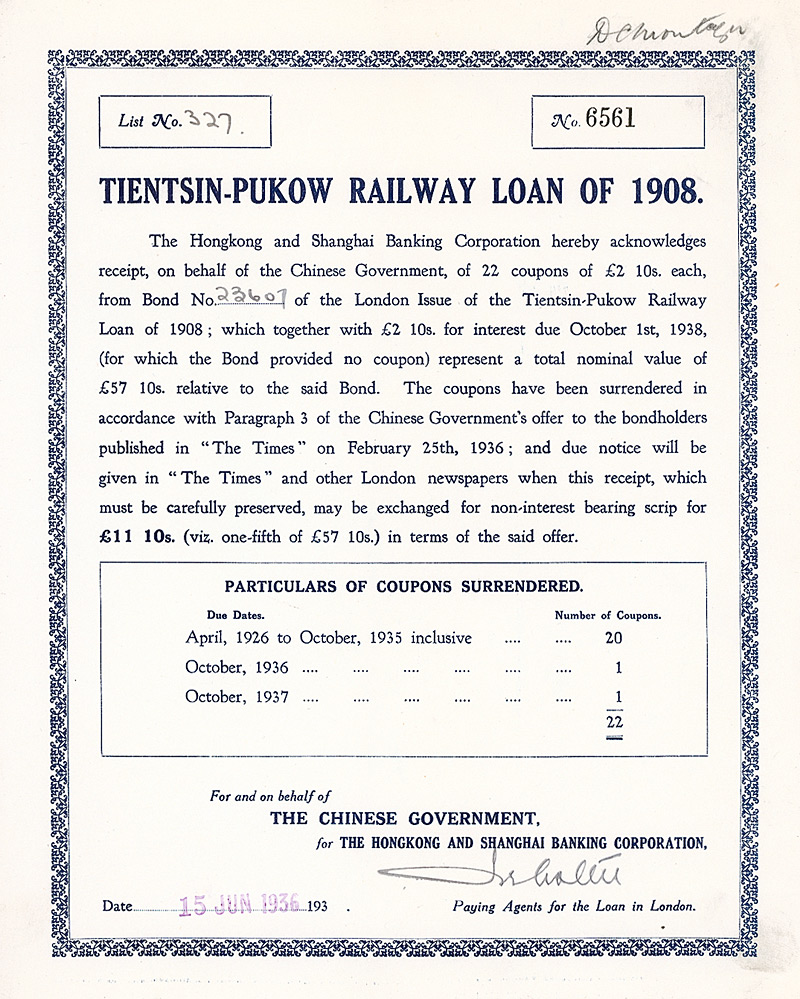 List No. 327.
No. 6561
TIENTSIN-PUKOW RAILWAY LOAN OF 1908.
The Hongkong and Shanghai Banking Corporation hereby acknowledges
receipt, on behalf of the Chinese Government, of 22 coupons of £2 10s. each,
from Bond No. 23607 of the London Issue of the Tientsin-Pukow Railway
Loan of 1908 ; which together with £2 10s. for interest due October 1st, 1938,
(for which the Bond provided no coupon) represent a total nominal value of
£57 10s. relative to the said Bond. The coupons have been surrendered in
accordance with Paragraph 3 of the Chinese Government's offer to the bondholders
published in "The Times" on February 25th, 1936 ; and due notice will be
given in "The Times" and other London newspapers when this receipt, which
must be carefully preserved, may be exchanged for non-interest bearing scrip for
£11 10s. (viz. one-fifth of £57 10s.) in terms of the said offer.
PARTICULARS OF COUPONS SURRENDERED.
Due Dates. Number of Coupons.
April, 1926 to October, 1935 inclusive .... .... 20
October, 1936 .... .... .... .... .... .... 1
October, 1937 .... .... .... .... .... .... 1
22
For and on behalf of
THE CHINESE GOVERNMENT,
for THE HONGKONG AND SHANGHAI BANKING CORPORATION,
Date 15 JUN 1936 193 .
Paying Agents for the Loan in London.